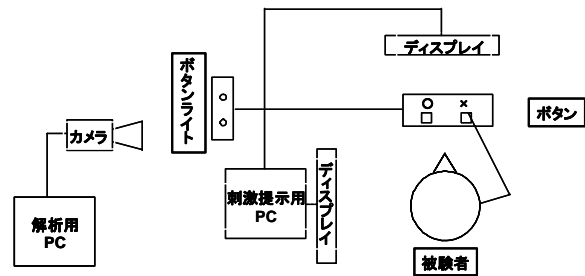 ディスプレイ
ボタンライト
カメラ
○ ×
ボタン
刺激提示用
PC
ディスプレイ
解析用
PC
被験者